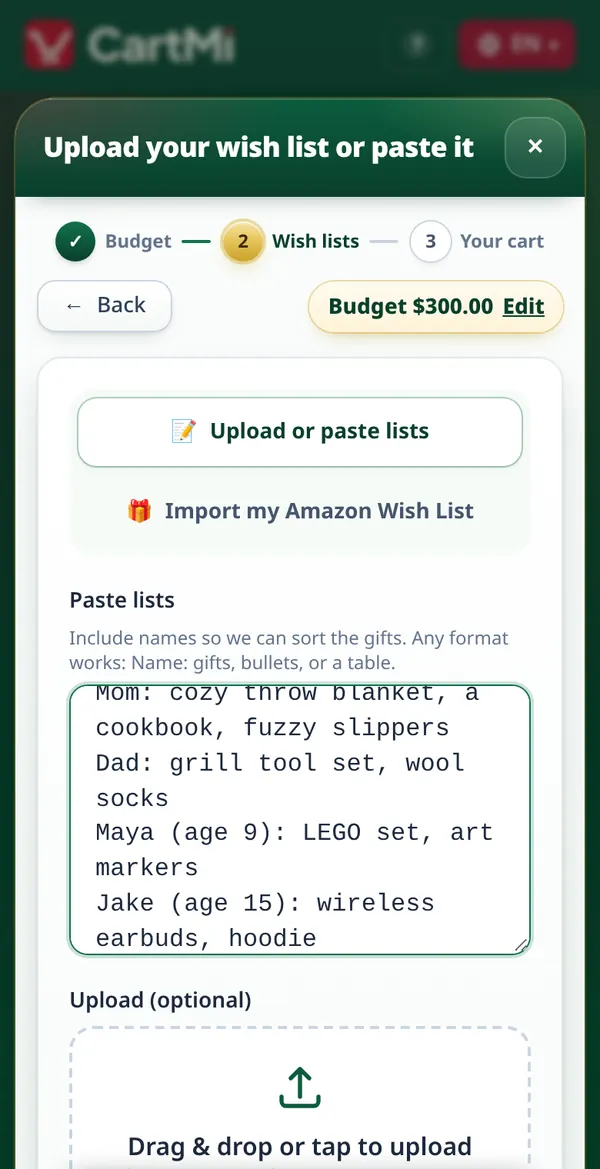 CartMi
? EN
Upload your wish list or paste it ×
✓ Budget 2 Wish lists 3 Your cart
← Back Budget $300.00 Edit
📝 Upload or paste lists
🎁 Import my Amazon Wish List
Paste lists
Include names so we can sort the gifts. Any format
works: Name: gifts, bullets, or a table.
Mom: cozy throw blanket, a
cookbook, fuzzy slippers
Dad: grill tool set, wool
socks
Maya (age 9): LEGO set, art
markers
Jake (age 15): wireless
earbuds, hoodie
Upload (optional)
Drag & drop or tap to upload